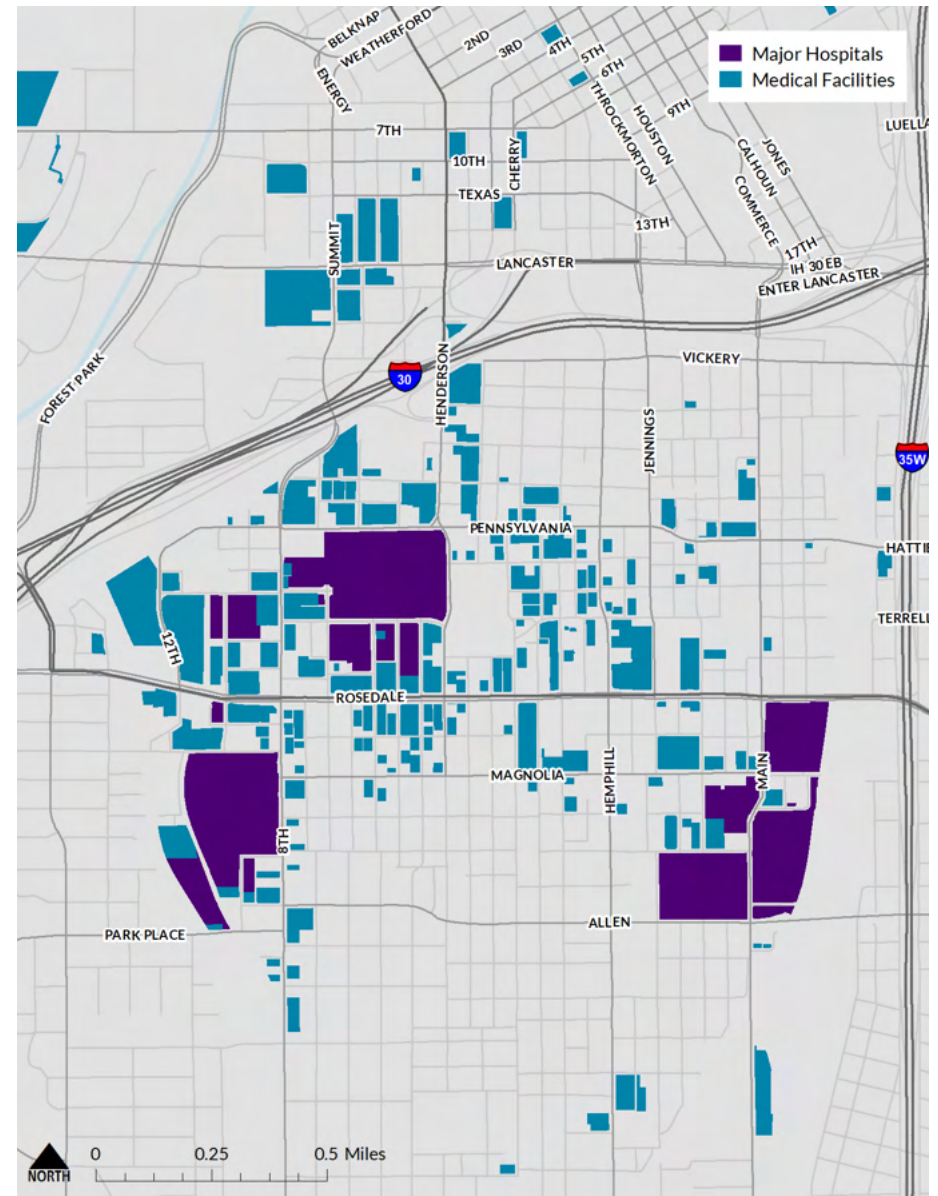 BELKNAP
WEATHERFORD
2ND
3RD
4TH
5TH
6TH
9TH
Major Hospitals
Medical Facilities
ENERGY
THROCKMORTON
HOUSTON
7TH
LUELLA
10TH
CHERRY
JONES
CALHOUN
COMMERCE
TEXAS
13TH
SUMMIT
17TH
LANCASTER
IH 30 EB
ENTER LANCASTER
FOREST PARK
30
HENDERSON
VICKERY
JENNINGS
35W
PENNSYLVANIA
HATTIE
TERRELL
12TH
ROSEDALE
MAGNOLIA
HEMPHILL
MAIN
8TH
PARK PLACE
ALLEN
NORTH
0 0.25 0.5 Miles